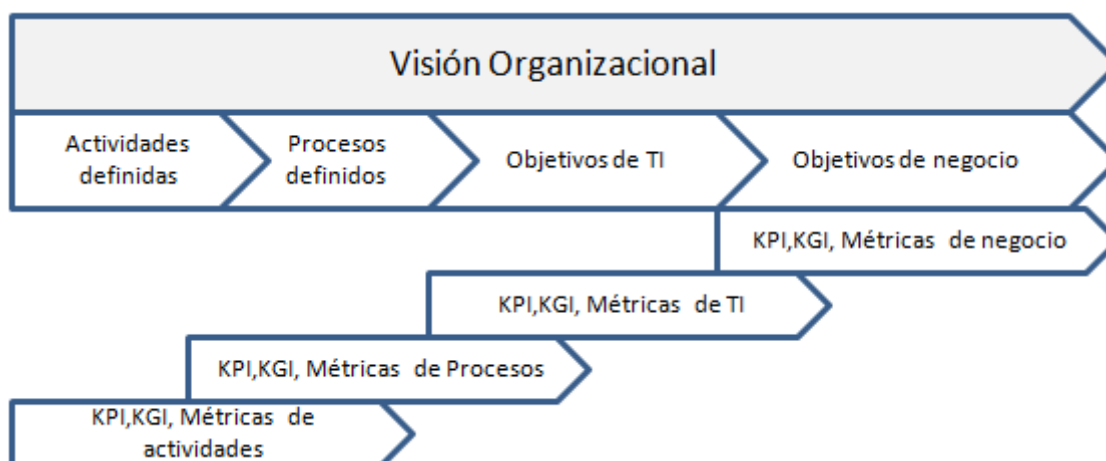 Visión Organizacional
Actividades
definidas
Procesos
definidos
Objetivos de TI
Objetivos de negocio
KPI,KGI, Métricas de negocio
KPI,KGI, Métricas de TI
KPI,KGI, Métricas de Procesos
KPI,KGI, Métricas de
actividades